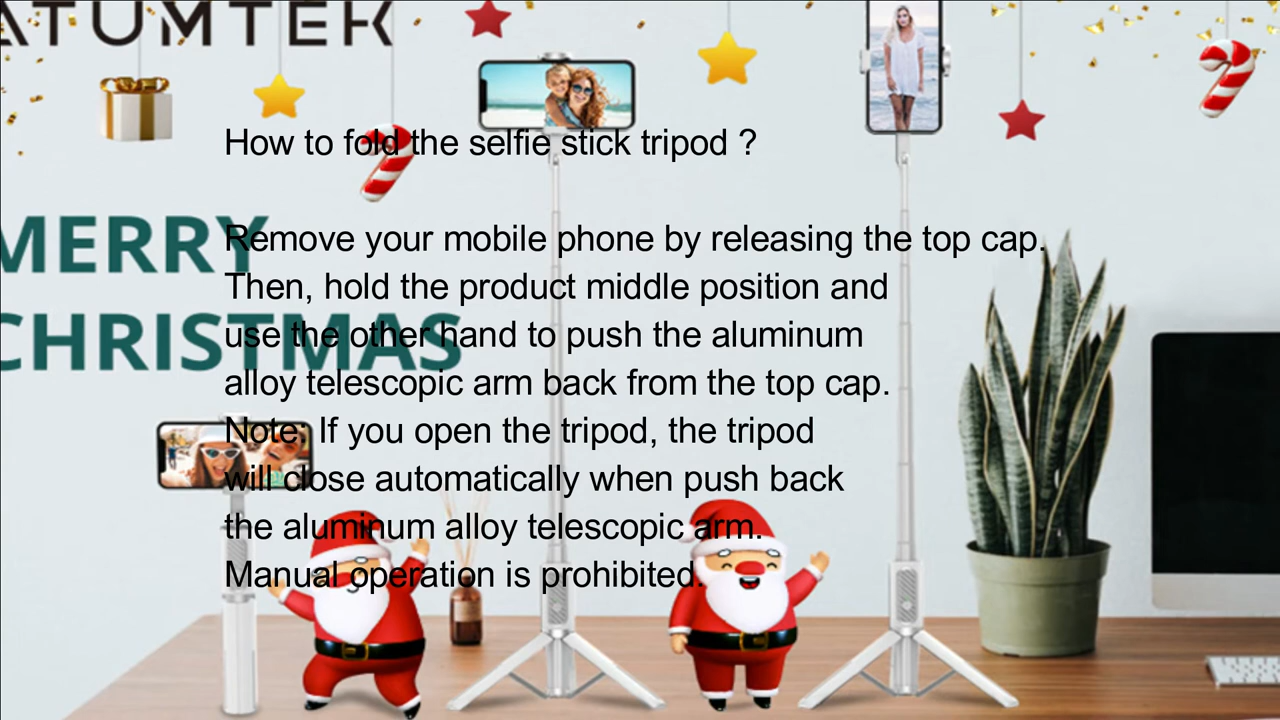 ATUMTEK
How to fold the selfie stick tripod ?
Remove your mobile phone by releasing the top cap.
Then, hold the product middle position and
use the other hand to push the aluminum
alloy telescopic arm back from the top cap.
Note: If you open the tripod, the tripod
will close automatically when push back
the aluminum alloy telescopic arm.
Manual operation is prohibited.
MERRY
CHRISTMAS